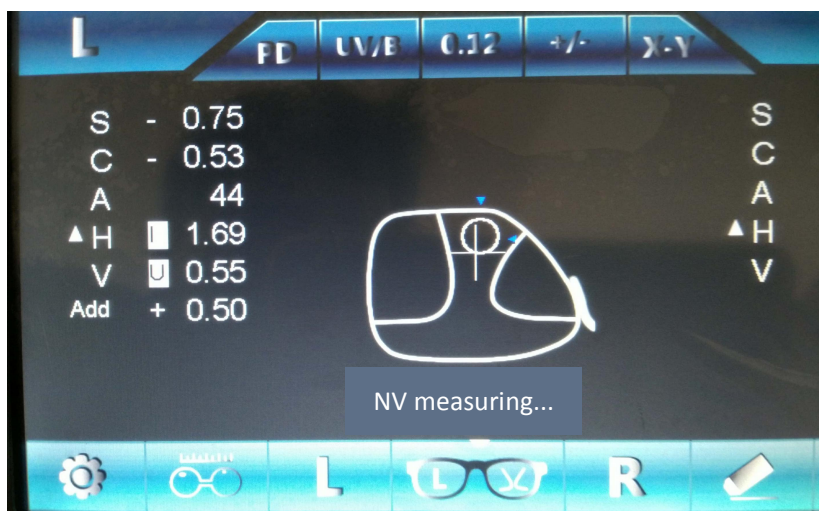 L PD UV/B 0.12 +/- X-Y
S - 0.75
C - 0.53
A 44
▲ H I 1.69
V U 0.55
Add + 0.50
S
C
A
▲ H
V
NV measuring...
L L R